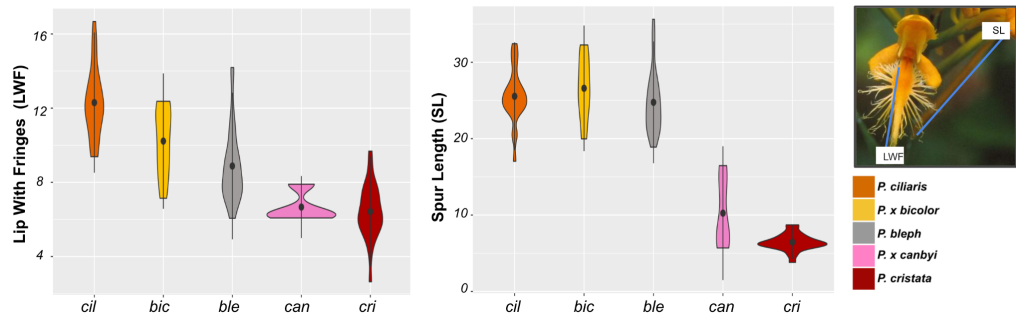 Lip With Fringes (LWF)
16
12
8
4
cil
bic
ble
can
cri
Spur Length (SL)
30
20
10
0
cil
bic
ble
can
cri
SL
LWF
P. ciliaris
P. x bicolor
P. bleph
P. x canbyi
P. cristata